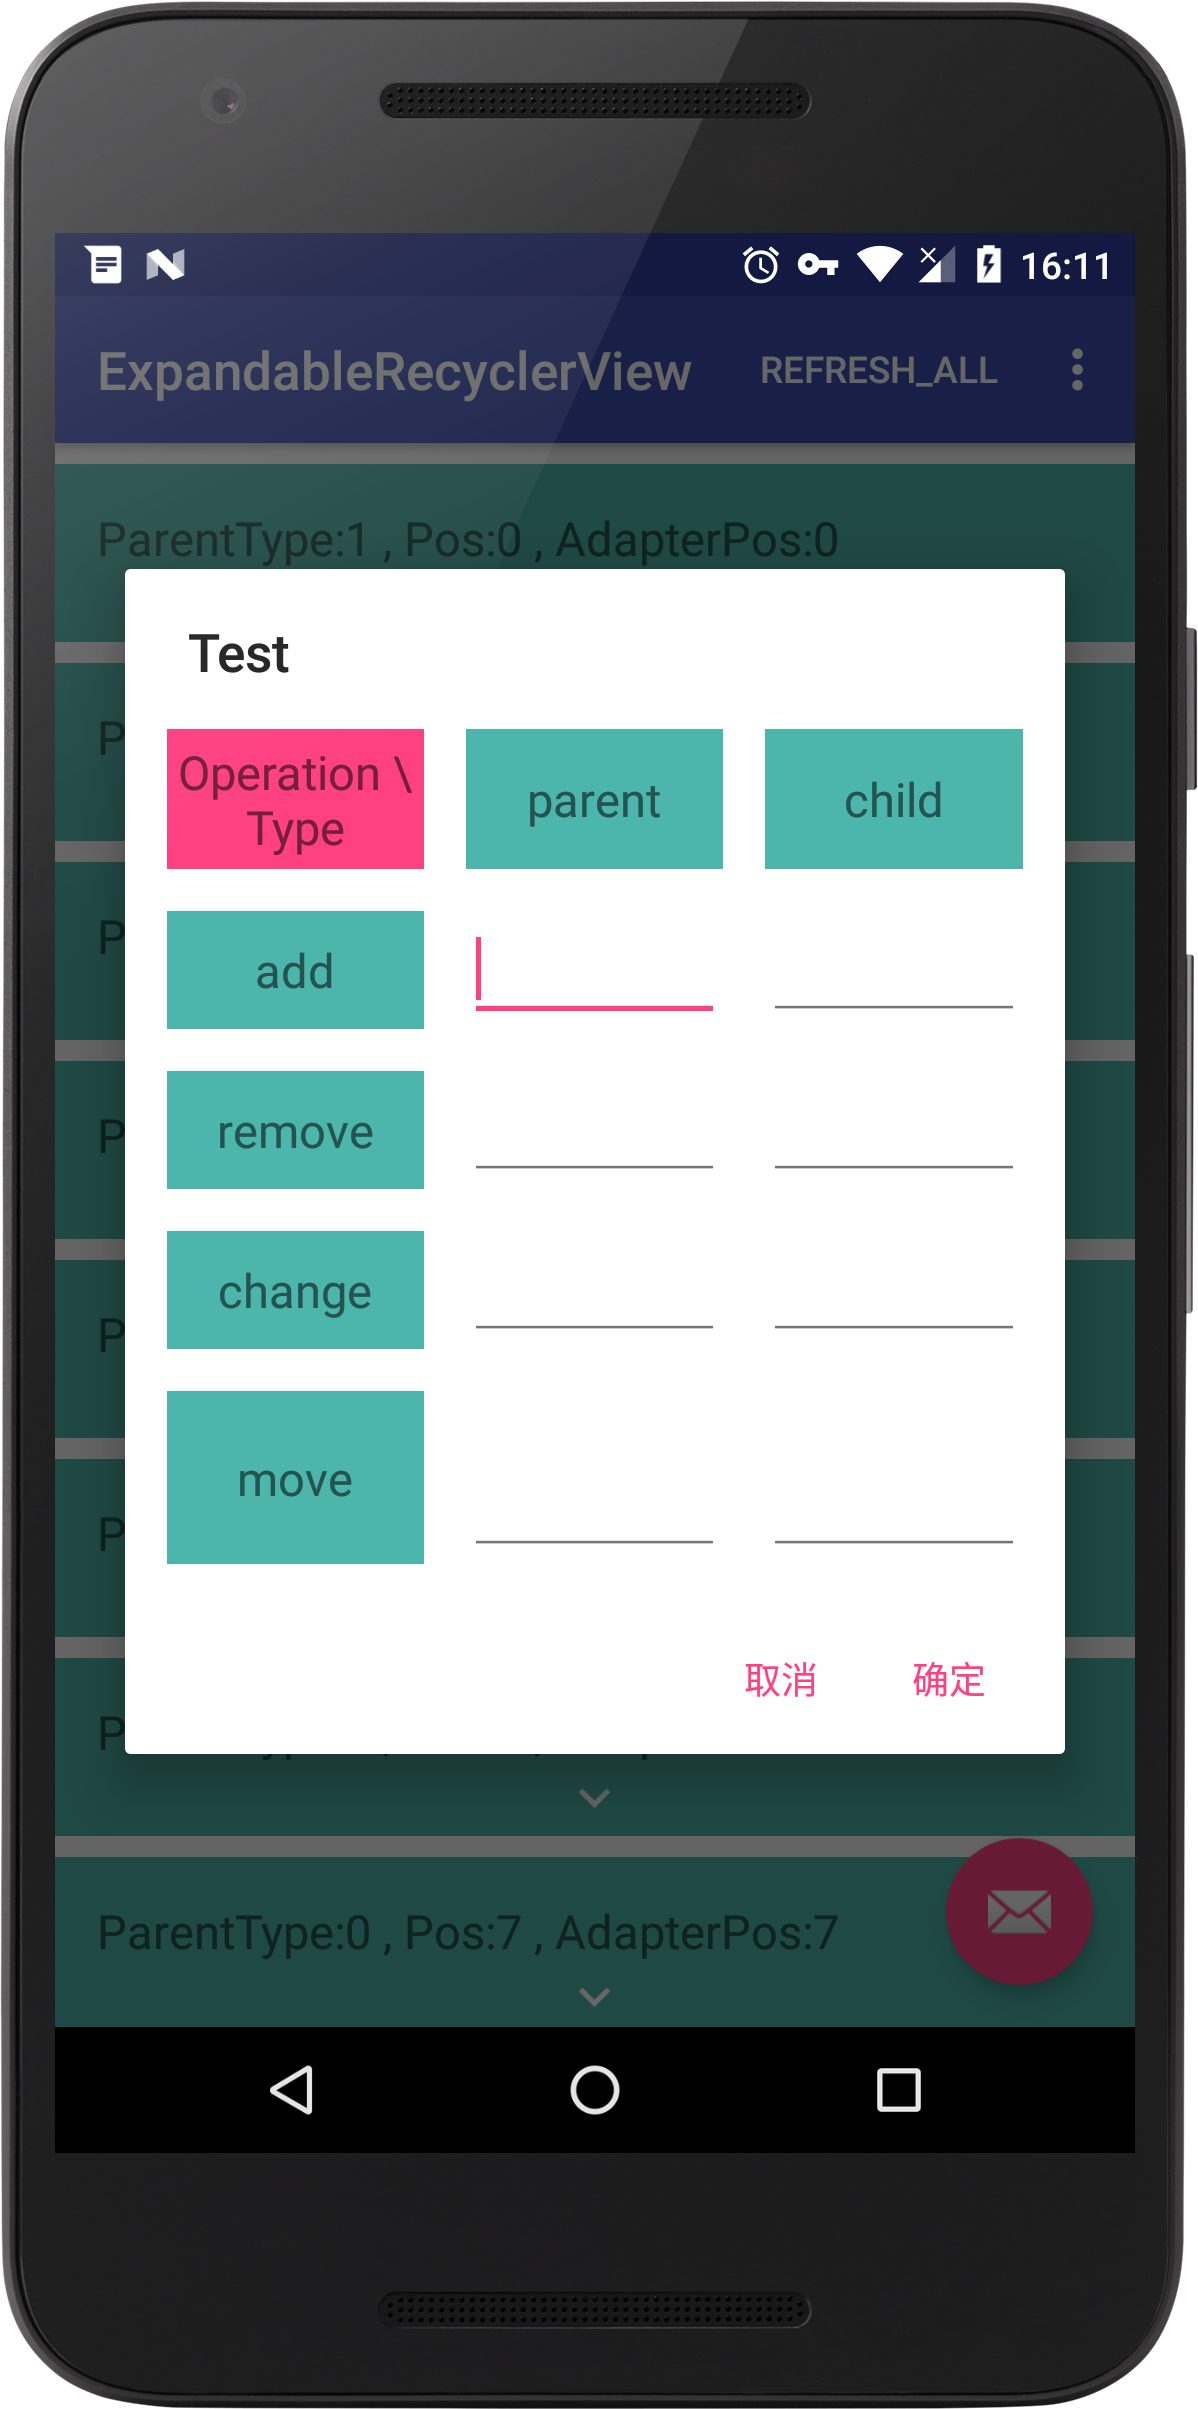 16:11
ExpandableRecyclerView REFRESH_ALL
ParentType:1 , Pos:0 , AdapterPos:0
Test
Operation \
Type
parent
child
add
remove
change
move
取消 确定
ParentType:0 , Pos:7 , AdapterPos:7